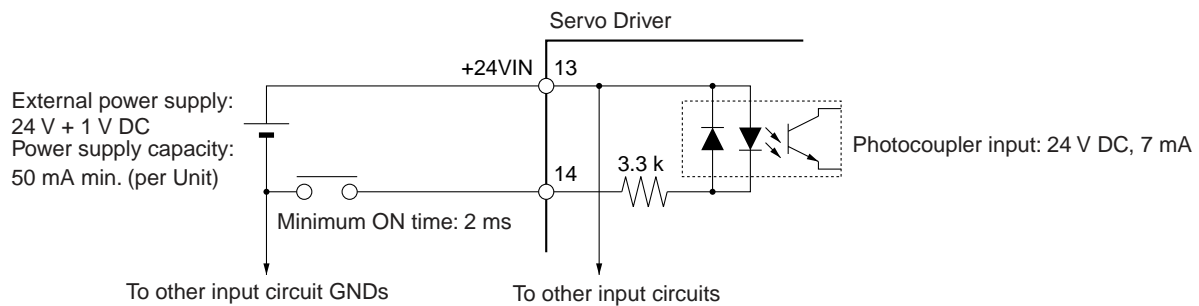 Servo Driver
+24VIN
13
External power supply:
24 V + 1 V DC
Power supply capacity:
50 mA min. (per Unit)
Photocoupler input: 24 V DC, 7 mA
14
3.3 k
Minimum ON time: 2 ms
To other input circuit GNDs
To other input circuits